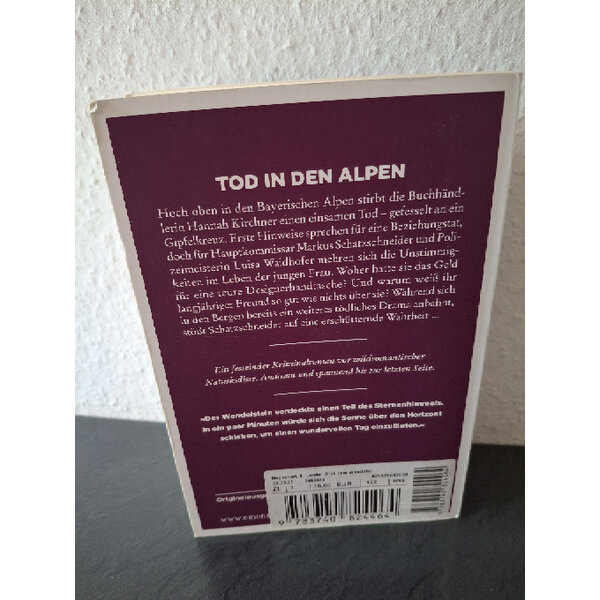 TOD IN DEN ALPEN
Hoch oben in den Bayerischen Alpen stirbt die Buchhänd-
lerin Hannah Kirchner einen einsamen Tod – gefesselt an ein
Gipfelkreuz. Erste Hinweise sprechen für eine Beziehungstat,
doch für Hauptkommissar Markus Schatzschneider und Poli-
zeimeisterin Luisa Waldhofer mehren sich die Unstimmig-
keiten im Leben der jungen Frau. Woher hatte sie das Geld
für eine teure Designerhandtasche? Und warum weiß ihr
langjähriger Freund so gut wie nichts über sie? Während sich
in den Bergen bereits ein weiteres tödliches Drama anbahnt,
stößt Schatzschneider auf eine erschütternde Wahrheit ...
Ein fesselnder Kriminalroman vor wildromantischer
Naturkulisse. Amüsant und spannend bis zur letzten Seite.
»Der Wendelstein verdeckte einen Teil des Sternenhimmels.
In ein paar Minuten würde sich die Sonne über den Horizont
schieben, um einen wundervollen Tag einzuläuten.«
Originalausga
www.emons
9 783740 824464